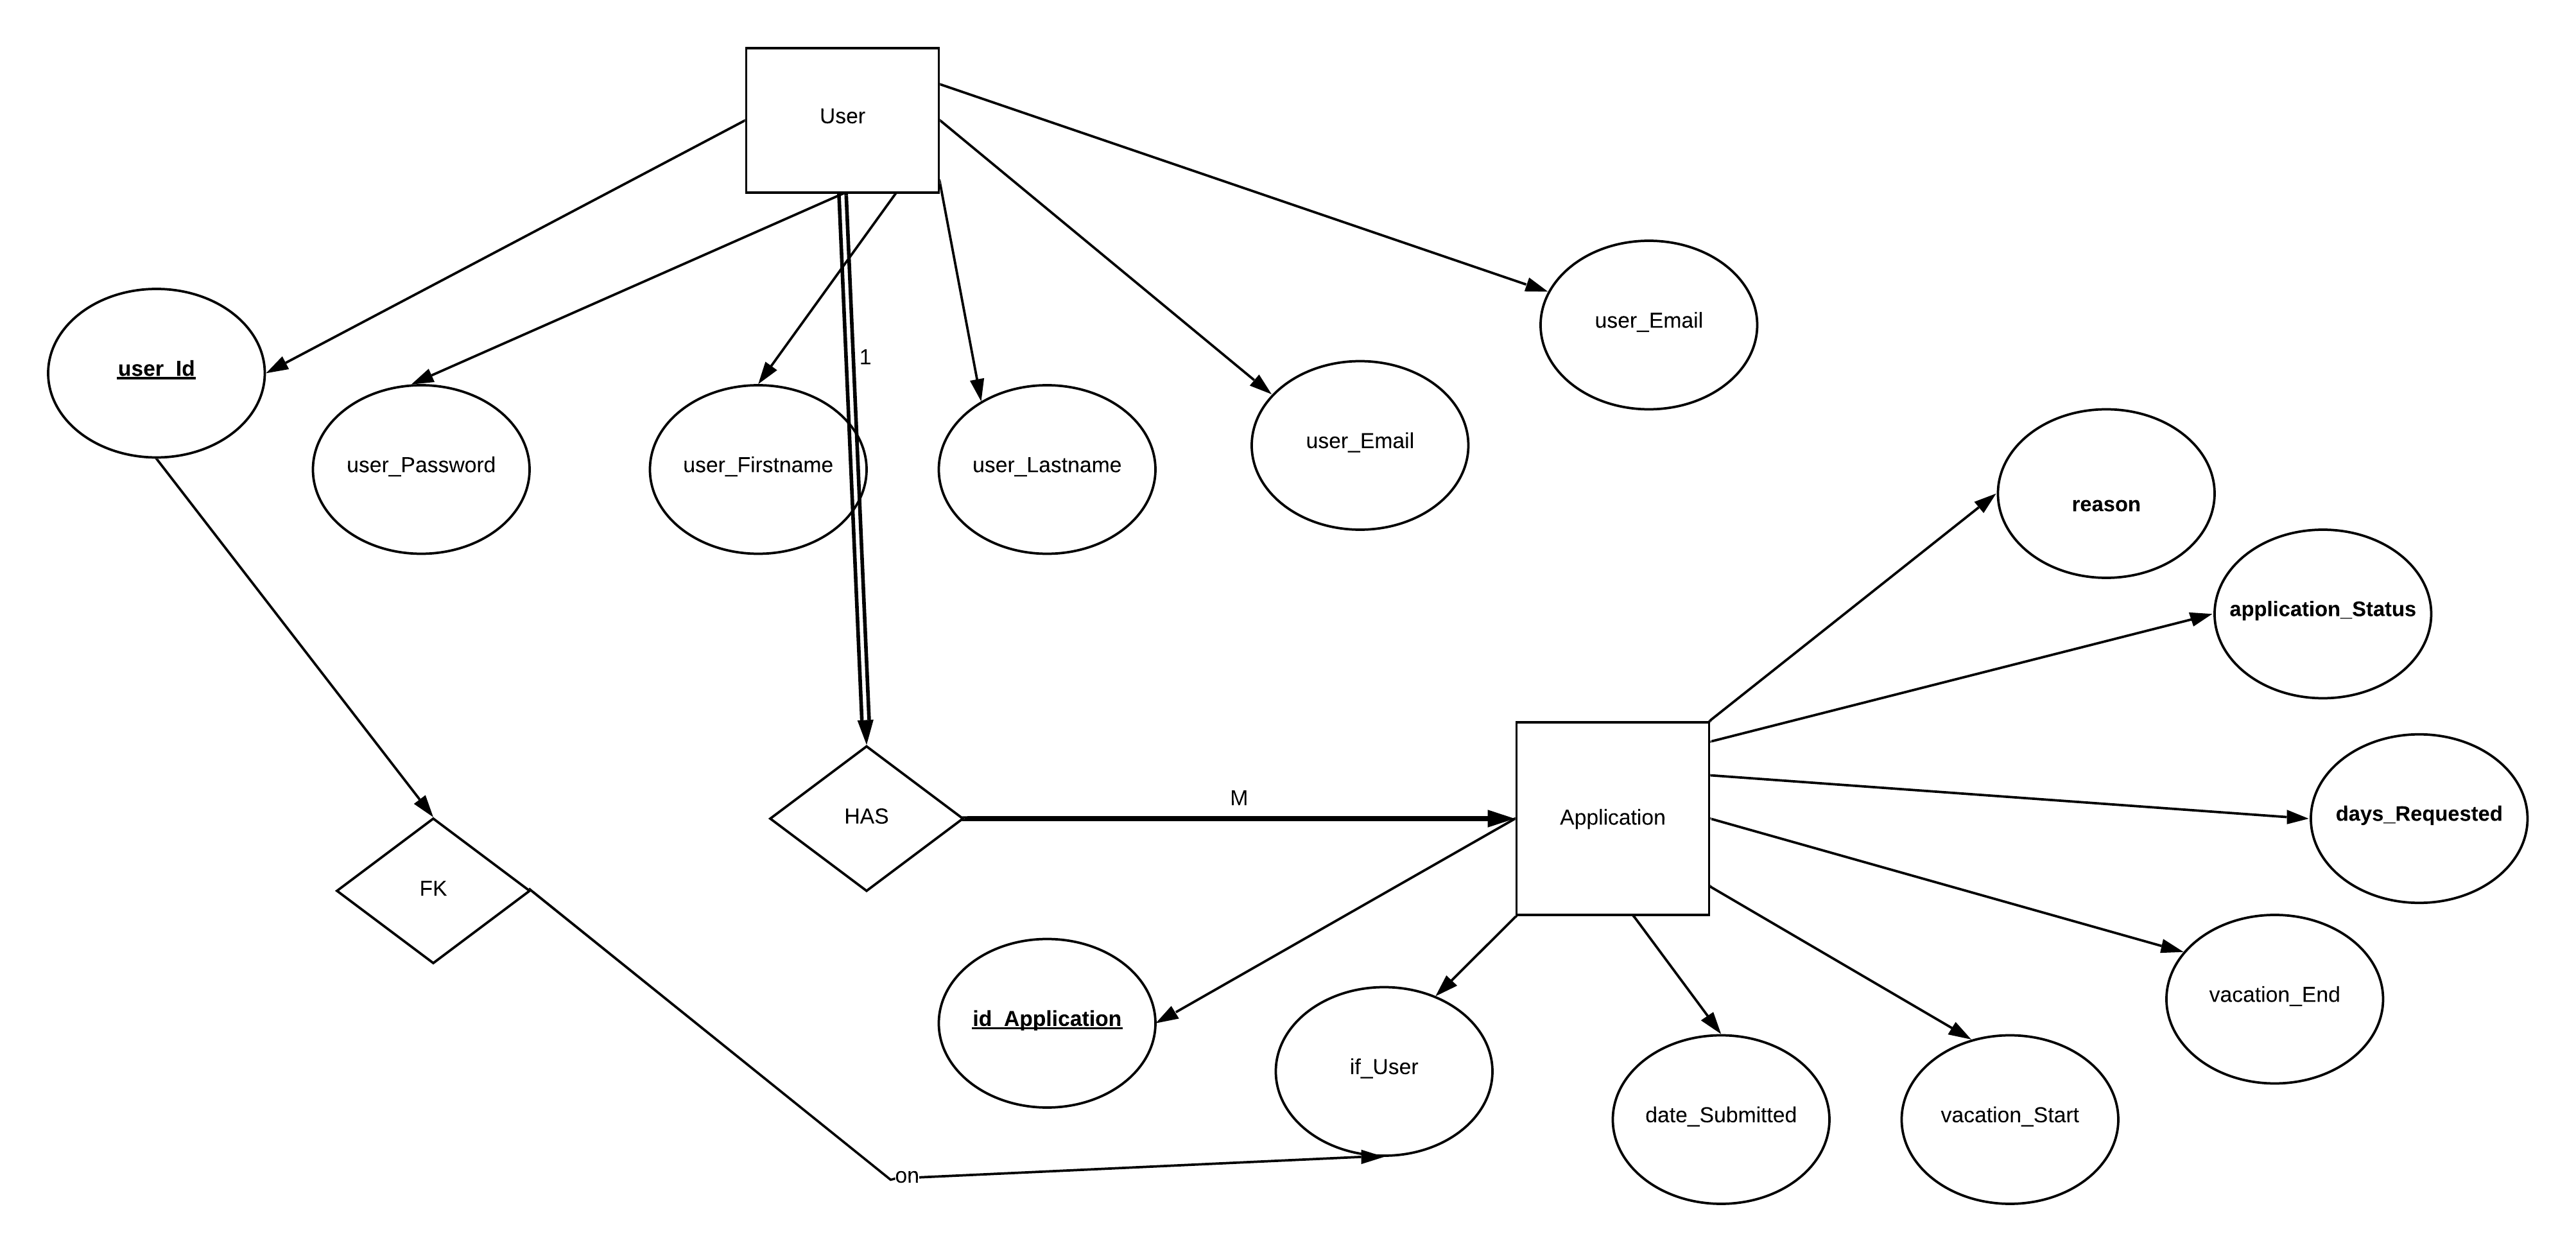 User
user_Email
1
user_Id
user_Password
user_Firstname
user_Lastname
user_Email
reason
application_Status
M
HAS
Application
days_Requested
FK
vacation_End
id_Application
if_User
date_Submitted
vacation_Start
on